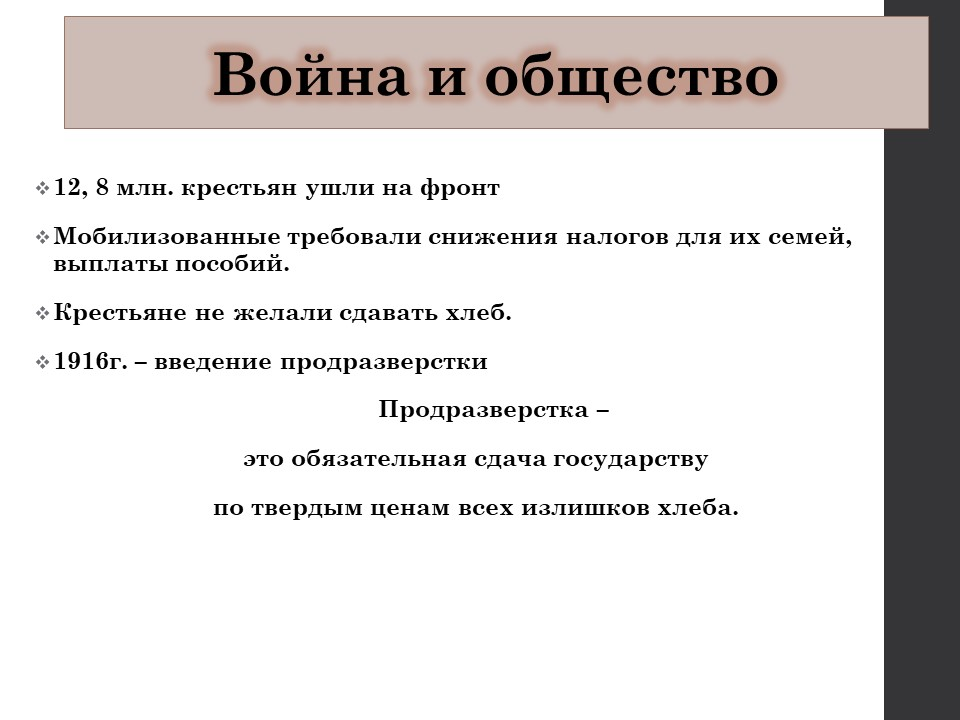 Война и общество
12, 8 млн. крестьян ушли на фронт
Мобилизованные требовали снижения налогов для их семей,
выплаты пособий.
Крестьяне не желали сдавать хлеб.
1916г. – введение продразверстки
Продразверстка –
это обязательная сдача государству
по твердым ценам всех излишков хлеба.